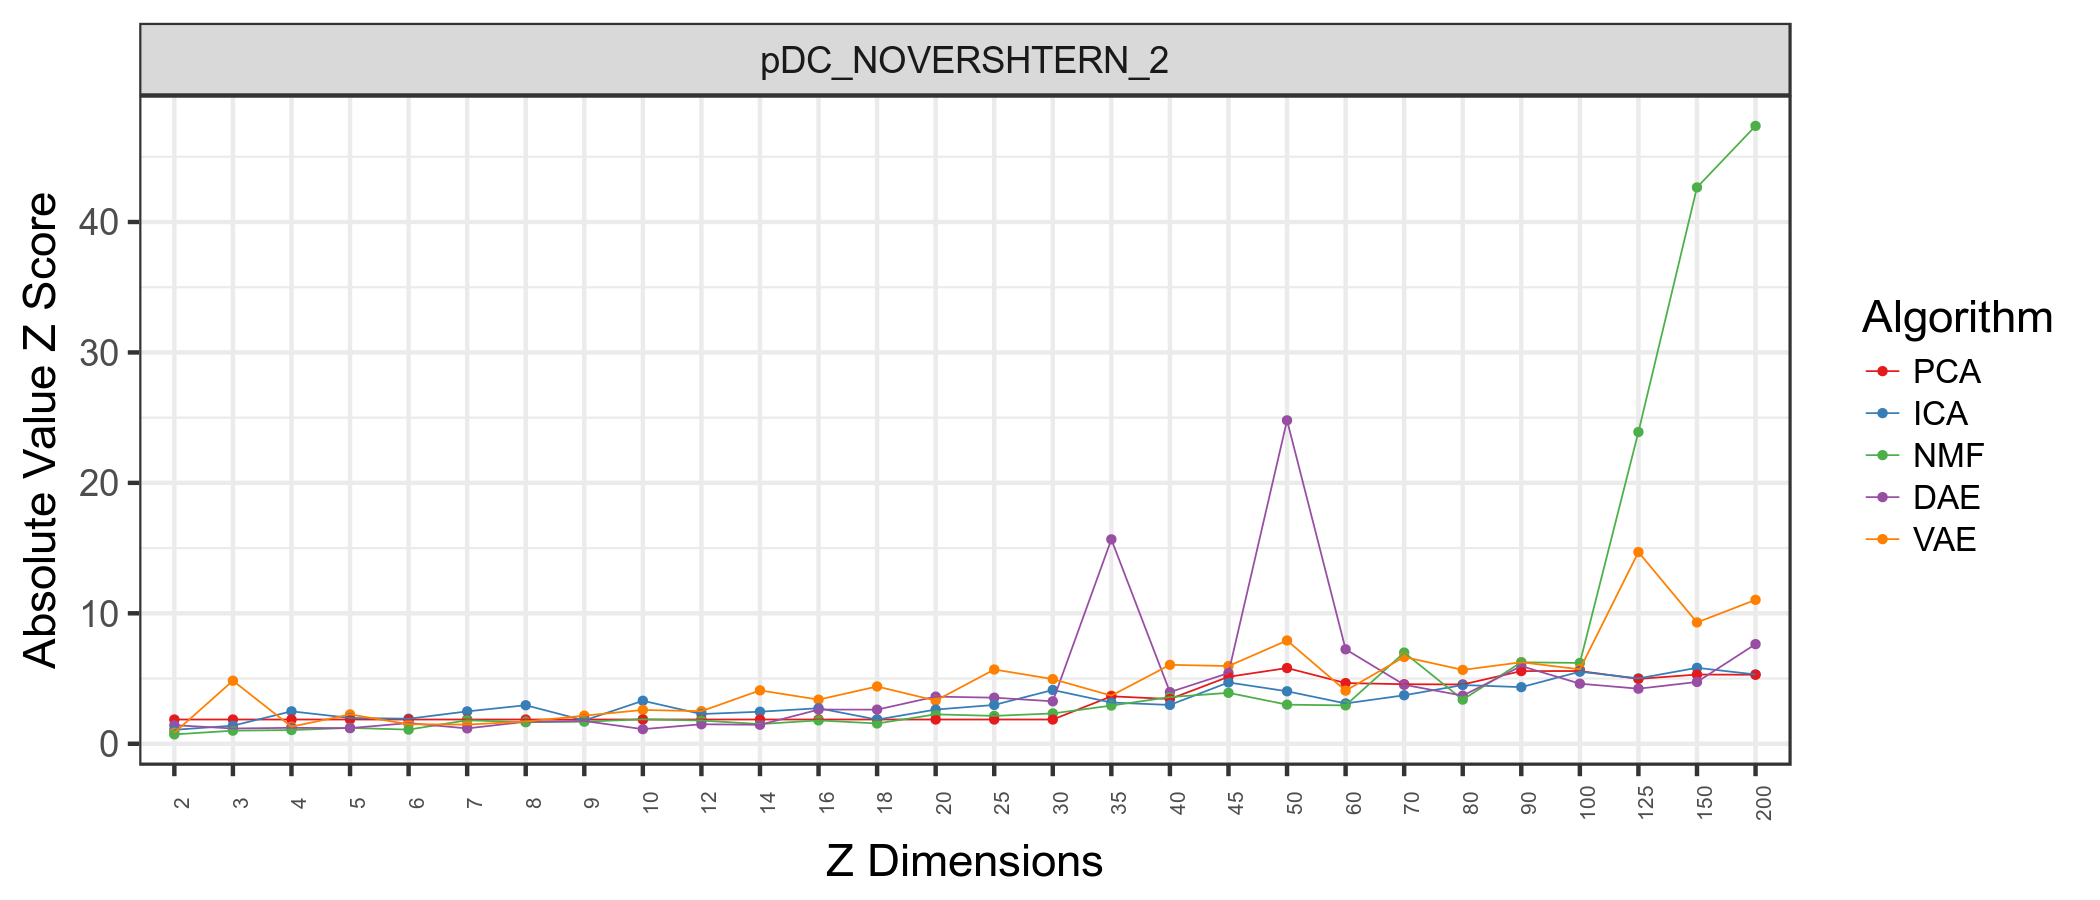 pDC_NOVERSHTERN_2
Absolute Value Z Score
40
30
20
10
0
2 3 4 5 6 7 8 9 10 12 14 16 18 20 25 30 35 40 45 50 60 70 80 90 100 125 150 200
Z Dimensions
Algorithm
PCA
ICA
NMF
DAE
VAE